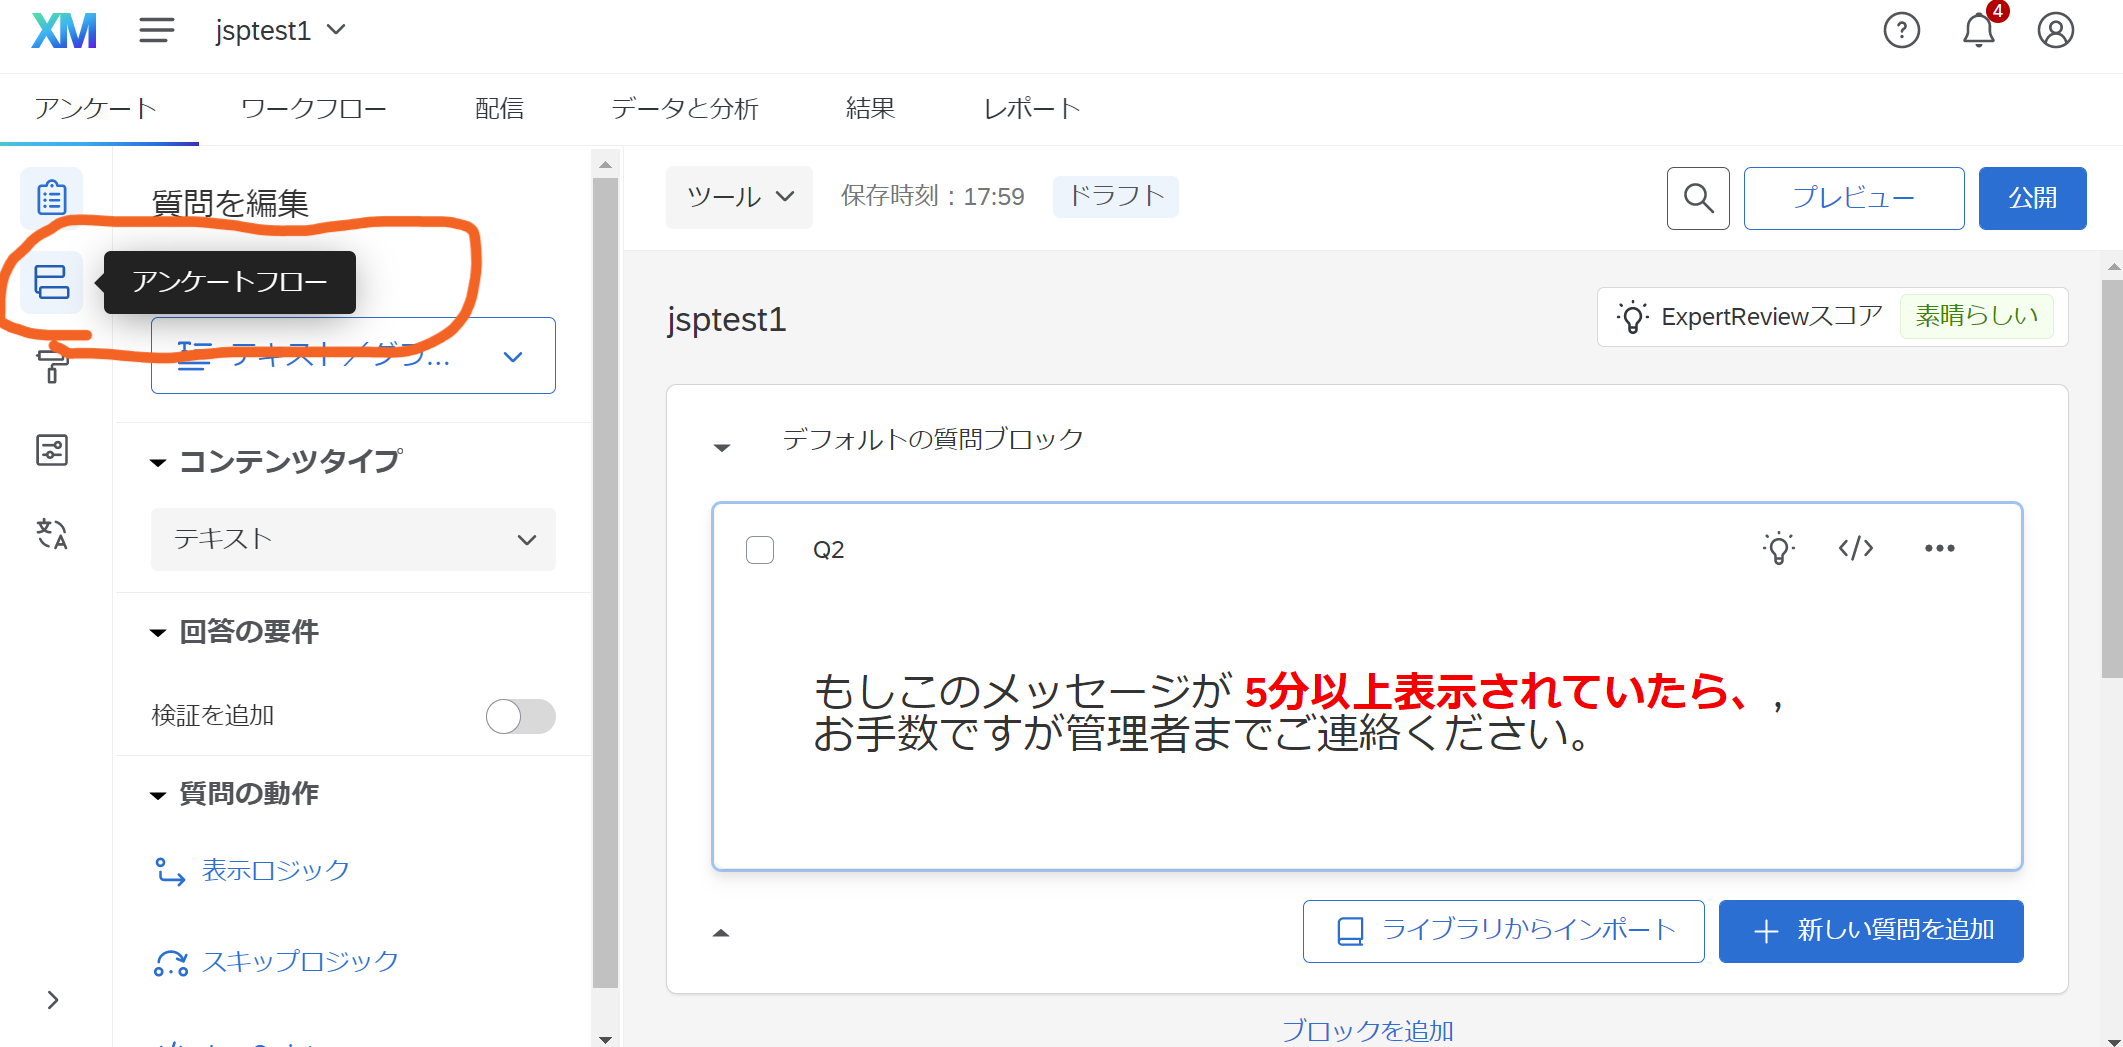 XM
jsptest1
4
アンケート
ワークフロー
配信
データと分析
結果
レポート
質問を編集
アンケートフロー
テキスト／グラ...
コンテンツタイプ
テキスト
回答の要件
検証を追加
質問の動作
表示ロジック
スキップロジック
ツール
保存時刻：17:59
ドラフト
プレビュー
公開
jsptest1
ExpertReviewスコア
素晴らしい
デフォルトの質問ブロック
Q2
もしこのメッセージが 5分以上表示されていたら、,
お手数ですが管理者までご連絡ください。
ライブラリからインポート
新しい質問を追加
ブロックを追加